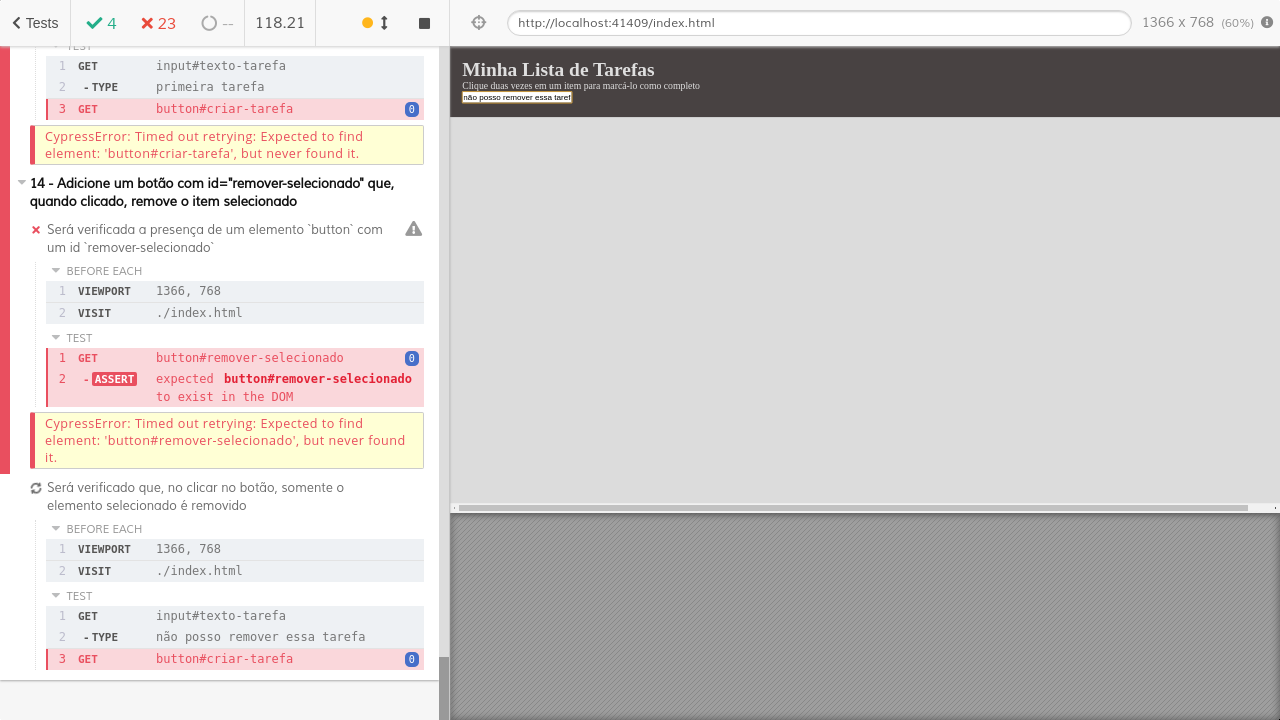 Tests
4
23
--
118.21
http://localhost:41409/index.html
1366 x 768 (60%)
TEST
1 GET input#texto-tarefa
2 - TYPE primeira tarefa
3 GET button#criar-tarefa 0
CypressError: Timed out retrying: Expected to find
element: 'button#criar-tarefa', but never found it.
14 - Adicione um botão com id="remover-selecionado" que,
quando clicado, remove o item selecionado
Será verificada a presença de um elemento `button` com
um id `remover-selecionado`
BEFORE EACH
1 VIEWPORT 1366, 768
2 VISIT ./index.html
TEST
1 GET button#remover-selecionado 0
2 - ASSERT expected button#remover-selecionado
to exist in the DOM
CypressError: Timed out retrying: Expected to find
element: 'button#remover-selecionado', but never found
it.
Será verificado que, no clicar no botão, somente o
elemento selecionado é removido
BEFORE EACH
1 VIEWPORT 1366, 768
2 VISIT ./index.html
TEST
1 GET input#texto-tarefa
2 - TYPE não posso remover essa tarefa
3 GET button#criar-tarefa 0
Minha Lista de Tarefas
Clique duas vezes em um item para marcá-lo como completo
não posso remover essa taref